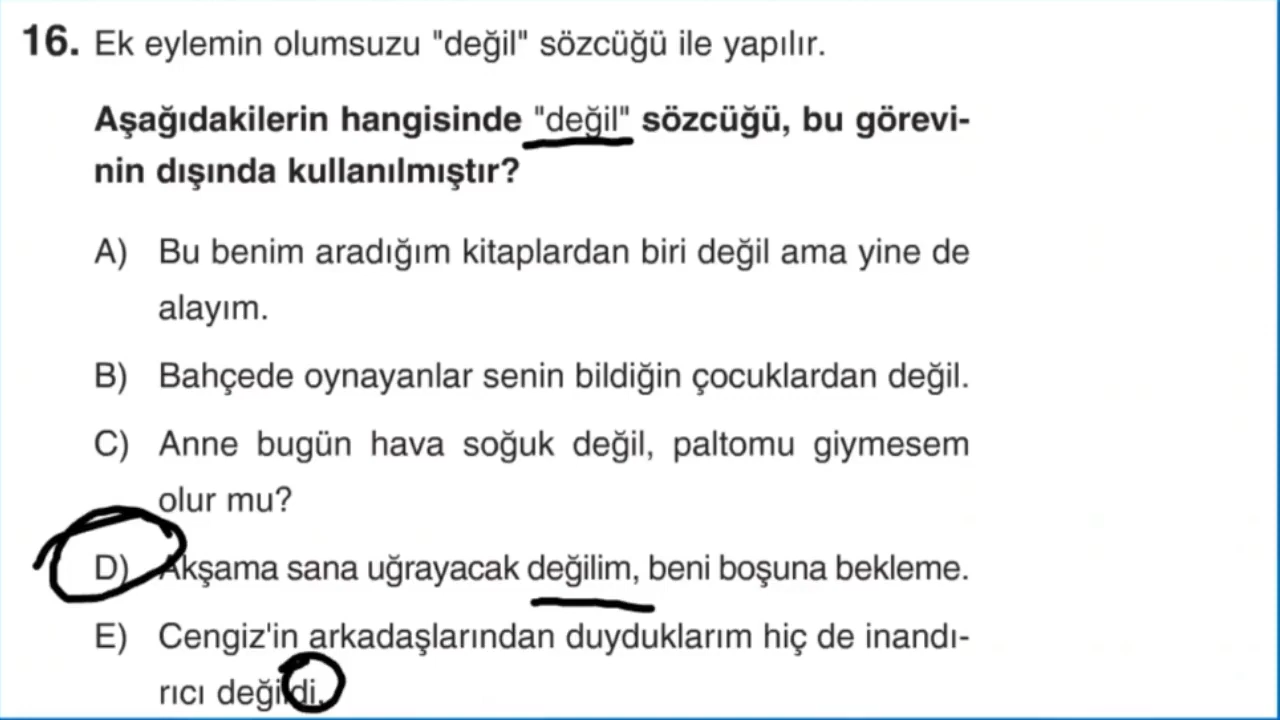 16. Ek eylemin olumsuzu "değil" sözcüğü ile yapılır.
Aşağıdakilerin hangisinde "değil" sözcüğü, bu görevi-
nin dışında kullanılmıştır?
A) Bu benim aradığım kitaplardan biri değil ama yine de
alayım.
B) Bahçede oynayanlar senin bildiğin çocuklardan değil.
C) Anne bugün hava soğuk değil, paltomu giymesem
olur mu?
D) Akşama sana uğrayacak değilim, beni boşuna bekleme.
E) Cengiz'in arkadaşlarından duyduklarım hiç de inandı-
rıcı değildi.